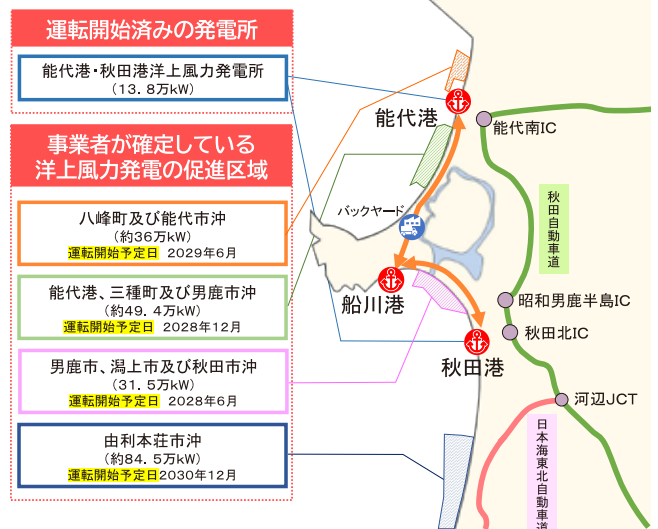 運転開始済みの発電所
能代港・秋田港洋上風力発電所
(13.8万kW)
事業者が確定している
洋上風力発電の促進区域
八峰町及び能代市沖
(約36万kW)
運転開始予定日 2029年6月
能代港、三種町及び男鹿市沖
(約49.4万kW)
運転開始予定日 2028年12月
男鹿市、潟上市及び秋田市沖
(31.5万kW)
運転開始予定日 2028年6月
由利本荘市沖
(約84.5万kW)
運転開始予定日2030年12月
能代港
能代南IC
バックヤード
秋田自動車道
船川港
昭和男鹿半島IC
秋田北IC
秋田港
河辺JCT
日本海東北自動車道